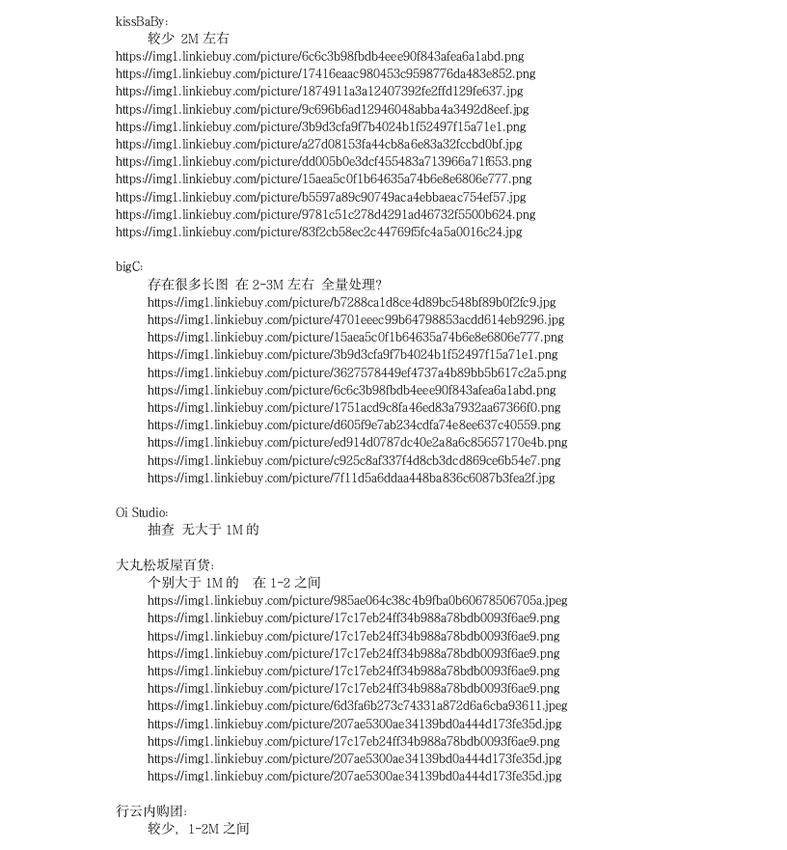 kissBaBy:
较少 2M 左右
https://img1.linkiebuy.com/picture/6c6c3b98fbdb4eee90f843afea6a1abd.png
https://img1.linkiebuy.com/picture/17416eaac980453c9598776da483e852.png
https://img1.linkiebuy.com/picture/1874911a3a12407392fe2ffd129fe637.jpg
https://img1.linkiebuy.com/picture/9c696b6ad12946048abba4a3492d8eef.jpg
https://img1.linkiebuy.com/picture/3b9d3cfa9f7b4024b1f52497f15a71e1.png
https://img1.linkiebuy.com/picture/a27d08153fa44cb8a6e83a32fccbd0bf.jpg
https://img1.linkiebuy.com/picture/dd005b0e3dcf455483a713966a71f653.png
https://img1.linkiebuy.com/picture/15aea5c0f1b64635a74b6e8e6806e777.png
https://img1.linkiebuy.com/picture/b5597a89c90749aca4ebbaeac754ef57.jpg
https://img1.linkiebuy.com/picture/9781c51c278d4291ad46732f5500b624.png
https://img1.linkiebuy.com/picture/83f2cb58ec2c44769f5fc4a5a0016c24.jpg
bigC:
存在很多长图 在 2-3M 左右 全量处理?
https://img1.linkiebuy.com/picture/b7288ca1d8ce4d89bc548bf89b0f2fc9.jpg
https://img1.linkiebuy.com/picture/4701eeec99b64798853acdd614eb9296.jpg
https://img1.linkiebuy.com/picture/15aea5c0f1b64635a74b6e8e6806e777.png
https://img1.linkiebuy.com/picture/3b9d3cfa9f7b4024b1f52497f15a71e1.png
https://img1.linkiebuy.com/picture/3627578449ef4737a4b89bb5b617c2a5.png
https://img1.linkiebuy.com/picture/6c6c3b98fbdb4eee90f843afea6a1abd.png
https://img1.linkiebuy.com/picture/1751acd9c8fa46ed83a7932aa67366f0.png
https://img1.linkiebuy.com/picture/d605f9e7ab234cdfa74e8ee637c40559.png
https://img1.linkiebuy.com/picture/ed914d0787dc40e2a8a6c85657170e4b.png
https://img1.linkiebuy.com/picture/c925c8af337f4d8cb3dcd869ce6b54e7.png
https://img1.linkiebuy.com/picture/7f11d5a6ddaa448ba836c6087b3fea2f.jpg
Oi Studio:
抽查 无大于 1M 的
大丸松坂屋百货:
个别大于 1M 的 在 1-2 之间
https://img1.linkiebuy.com/picture/985ae064c38c4b9fba0b60678506705a.jpeg
https://img1.linkiebuy.com/picture/17c17eb24ff34b988a78bdb0093f6ae9.png
https://img1.linkiebuy.com/picture/17c17eb24ff34b988a78bdb0093f6ae9.png
https://img1.linkiebuy.com/picture/17c17eb24ff34b988a78bdb0093f6ae9.png
https://img1.linkiebuy.com/picture/17c17eb24ff34b988a78bdb0093f6ae9.png
https://img1.linkiebuy.com/picture/17c17eb24ff34b988a78bdb0093f6ae9.png
https://img1.linkiebuy.com/picture/6d3fa6b273c74331a872d6a6cba93611.jpeg
https://img1.linkiebuy.com/picture/207ae5300ae34139bd0a444d173fe35d.jpg
https://img1.linkiebuy.com/picture/17c17eb24ff34b988a78bdb0093f6ae9.png
https://img1.linkiebuy.com/picture/207ae5300ae34139bd0a444d173fe35d.jpg
https://img1.linkiebuy.com/picture/207ae5300ae34139bd0a444d173fe35d.jpg
行云内购团:
较少, 1-2M 之间